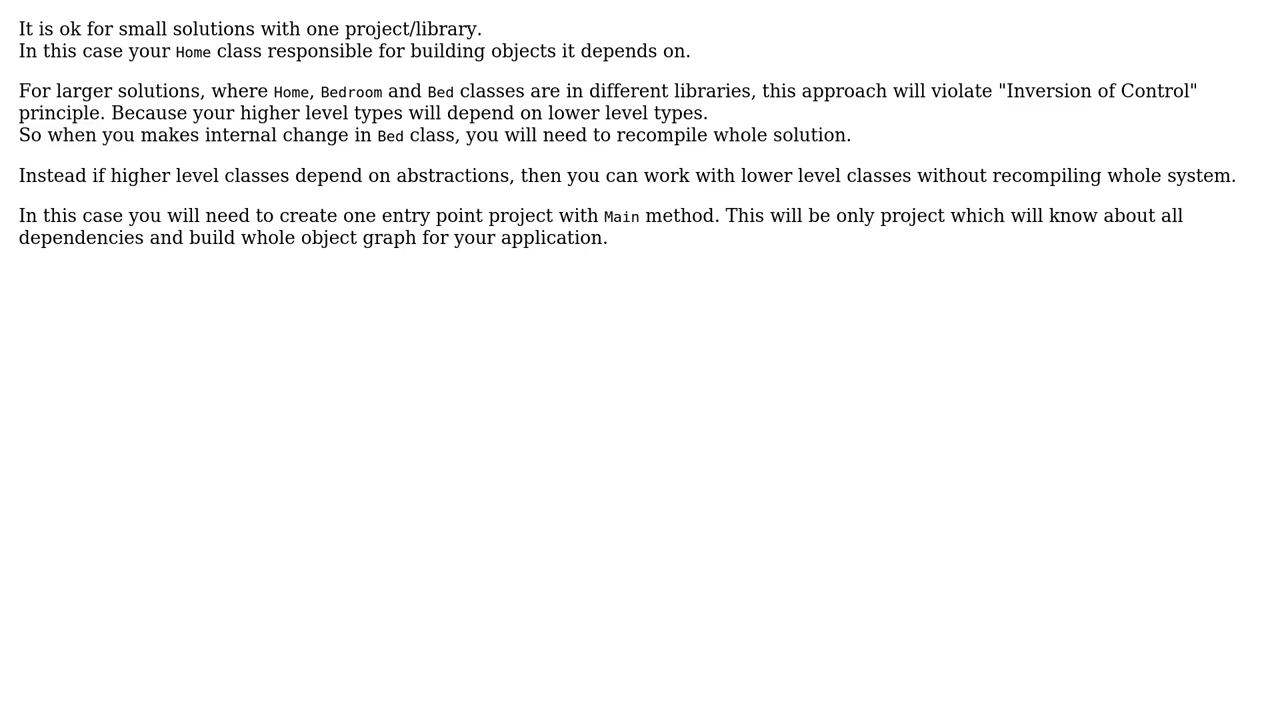 It is ok for small solutions with one project/library.
In this case your Home class responsible for building objects it depends on.
For larger solutions, where Home, Bedroom and Bed classes are in different libraries, this approach will violate "Inversion of Control"
principle. Because your higher level types will depend on lower level types.
So when you makes internal change in Bed class, you will need to recompile whole solution.
Instead if higher level classes depend on abstractions, then you can work with lower level classes without recompiling whole system.
In this case you will need to create one entry point project with Main method. This will be only project which will know about all
dependencies and build whole object graph for your application.